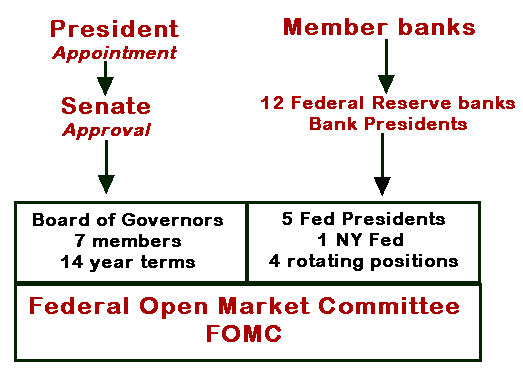 President
Appointment
Senate
Approval
Member banks
12 Federal Reserve banks
Bank Presidents
Board of Governors
7 members
14 year terms
5 Fed Presidents
1 NY Fed
4 rotating positions
Federal Open Market Committee
FOMC